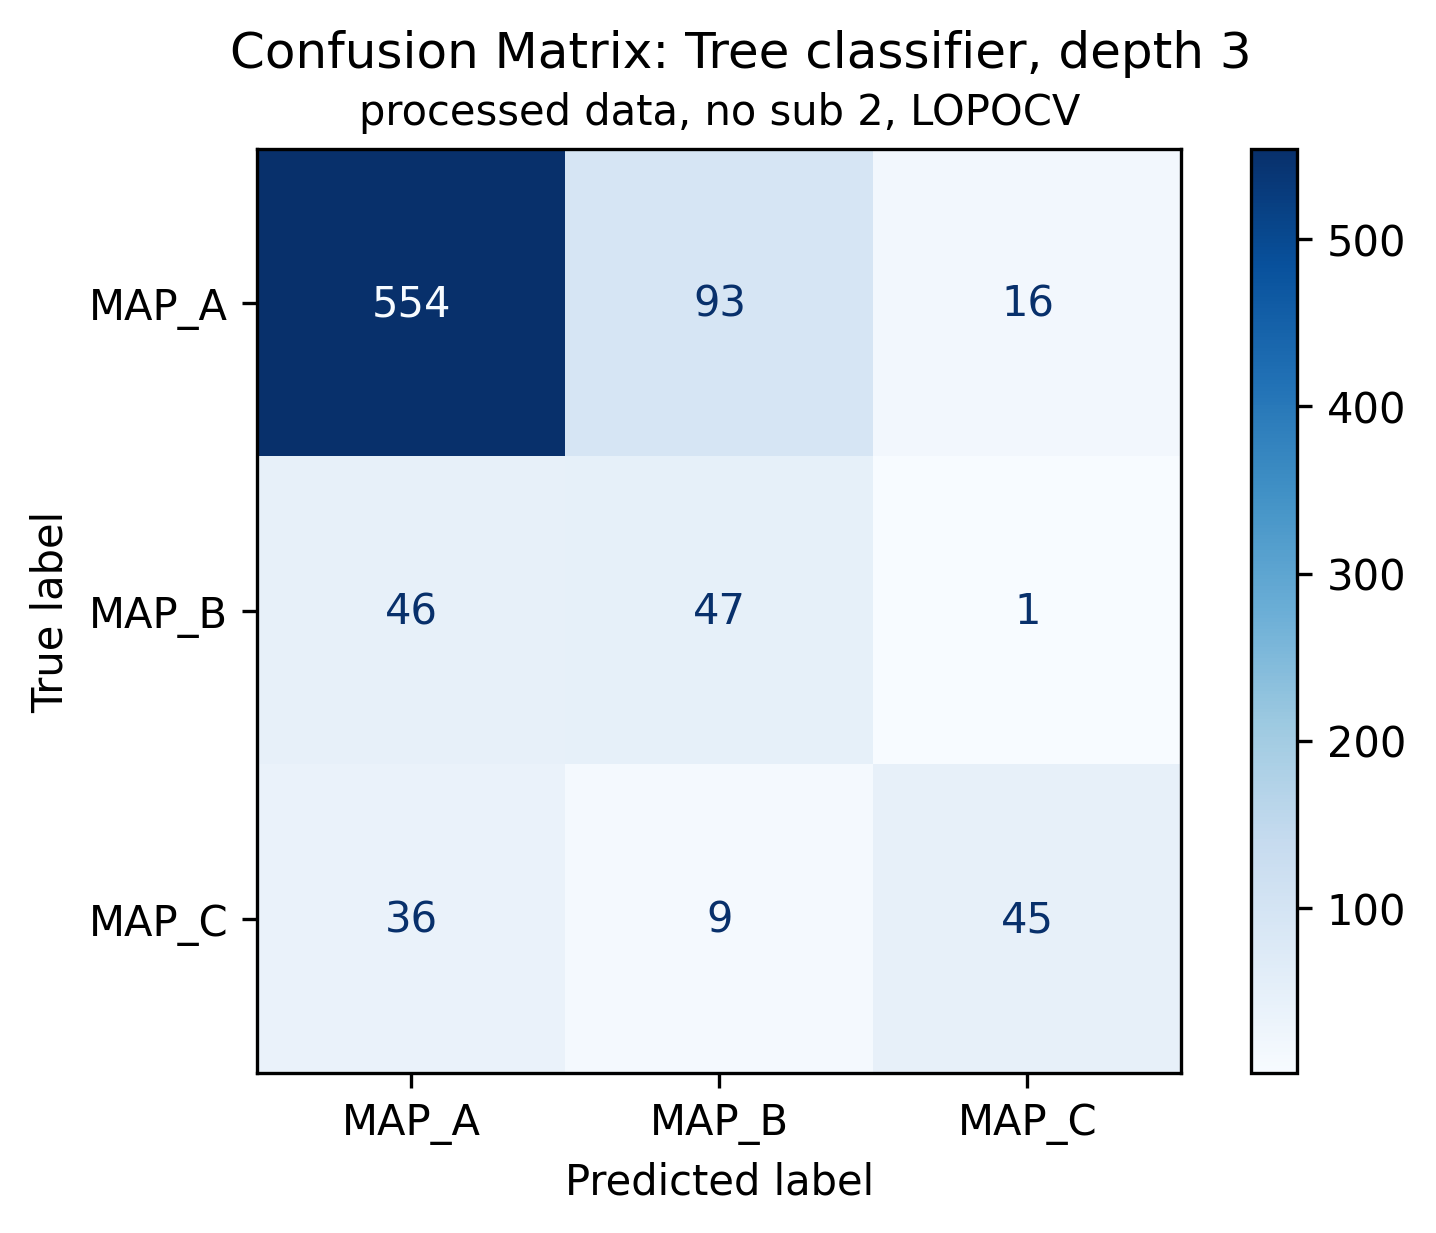 Confusion Matrix: Tree classifier, depth 3
processed data, no sub 2, LOPOCV
True label
MAP_A
554
93
16
MAP_B
46
47
1
MAP_C
36
9
45
MAP_A
MAP_B
MAP_C
Predicted label
500
400
300
200
100